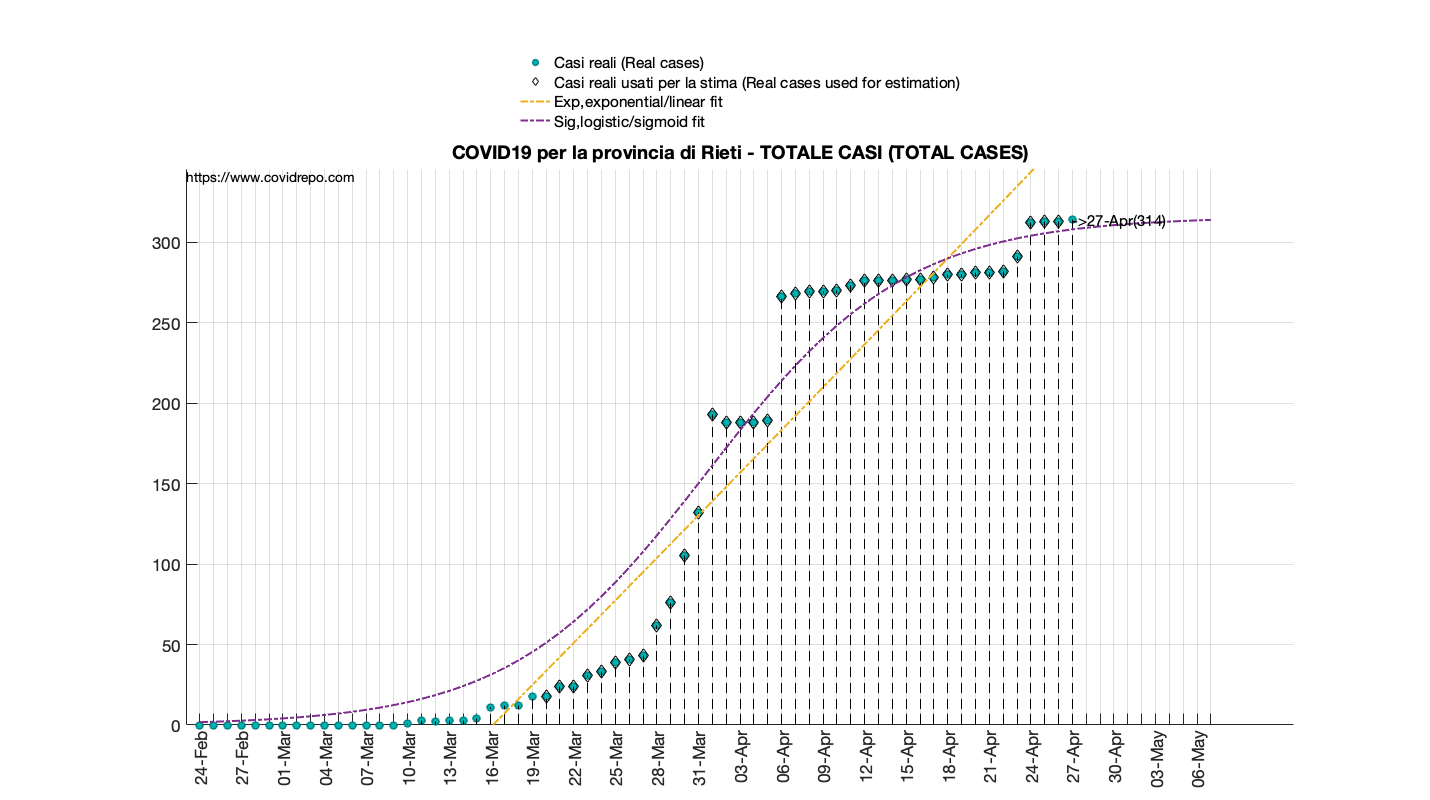 Casi reali (Real cases)
Casi reali usati per la stima (Real cases used for estimation)
Exp,exponential/linear fit
Sig,logistic/sigmoid fit
COVID19 per la provincia di Rieti - TOTALE CASI (TOTAL CASES)
https://www.covidrepo.com
->27-Apr(314)
300
250
200
150
100
50
0
24-Feb
27-Feb
01-Mar
04-Mar
07-Mar
10-Mar
13-Mar
16-Mar
19-Mar
22-Mar
25-Mar
28-Mar
31-Mar
03-Apr
06-Apr
09-Apr
12-Apr
15-Apr
18-Apr
21-Apr
24-Apr
27-Apr
30-Apr
03-May
06-May